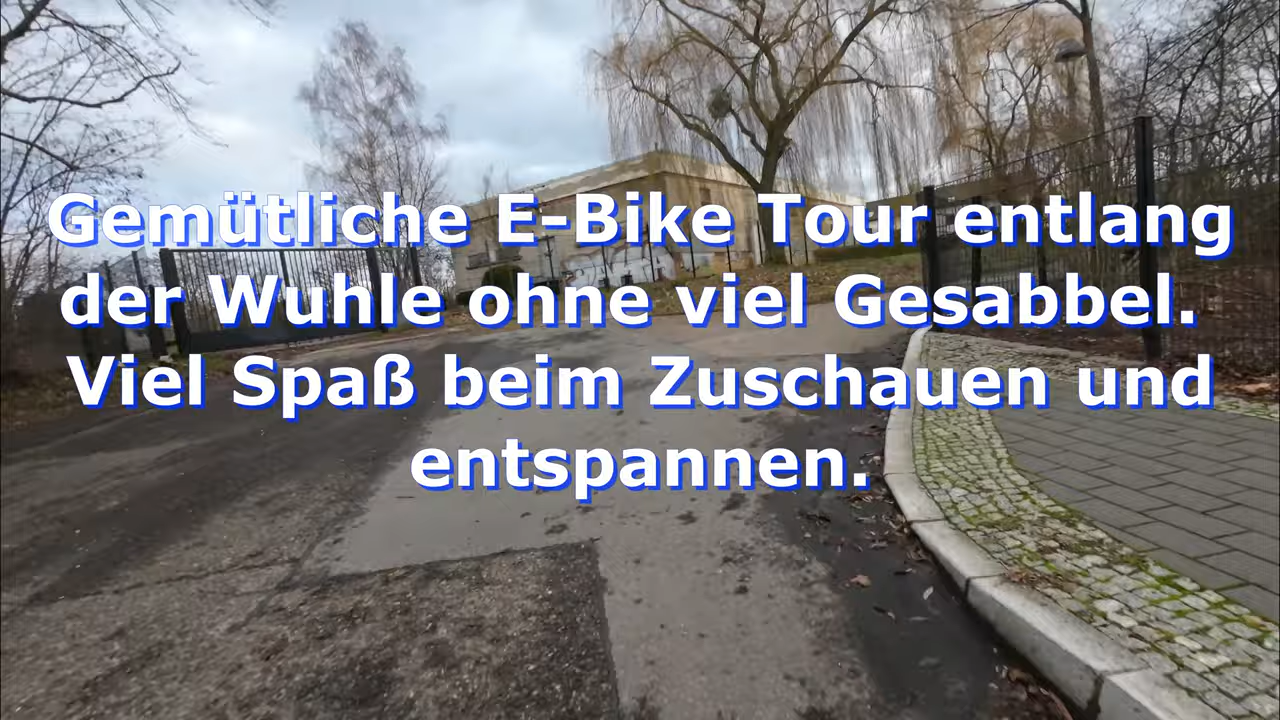 Gemütliche E-Bike Tour entlang
der Wuhle ohne viel Gesabbel.
Viel Spaß beim Zuschauen und
entspannen.